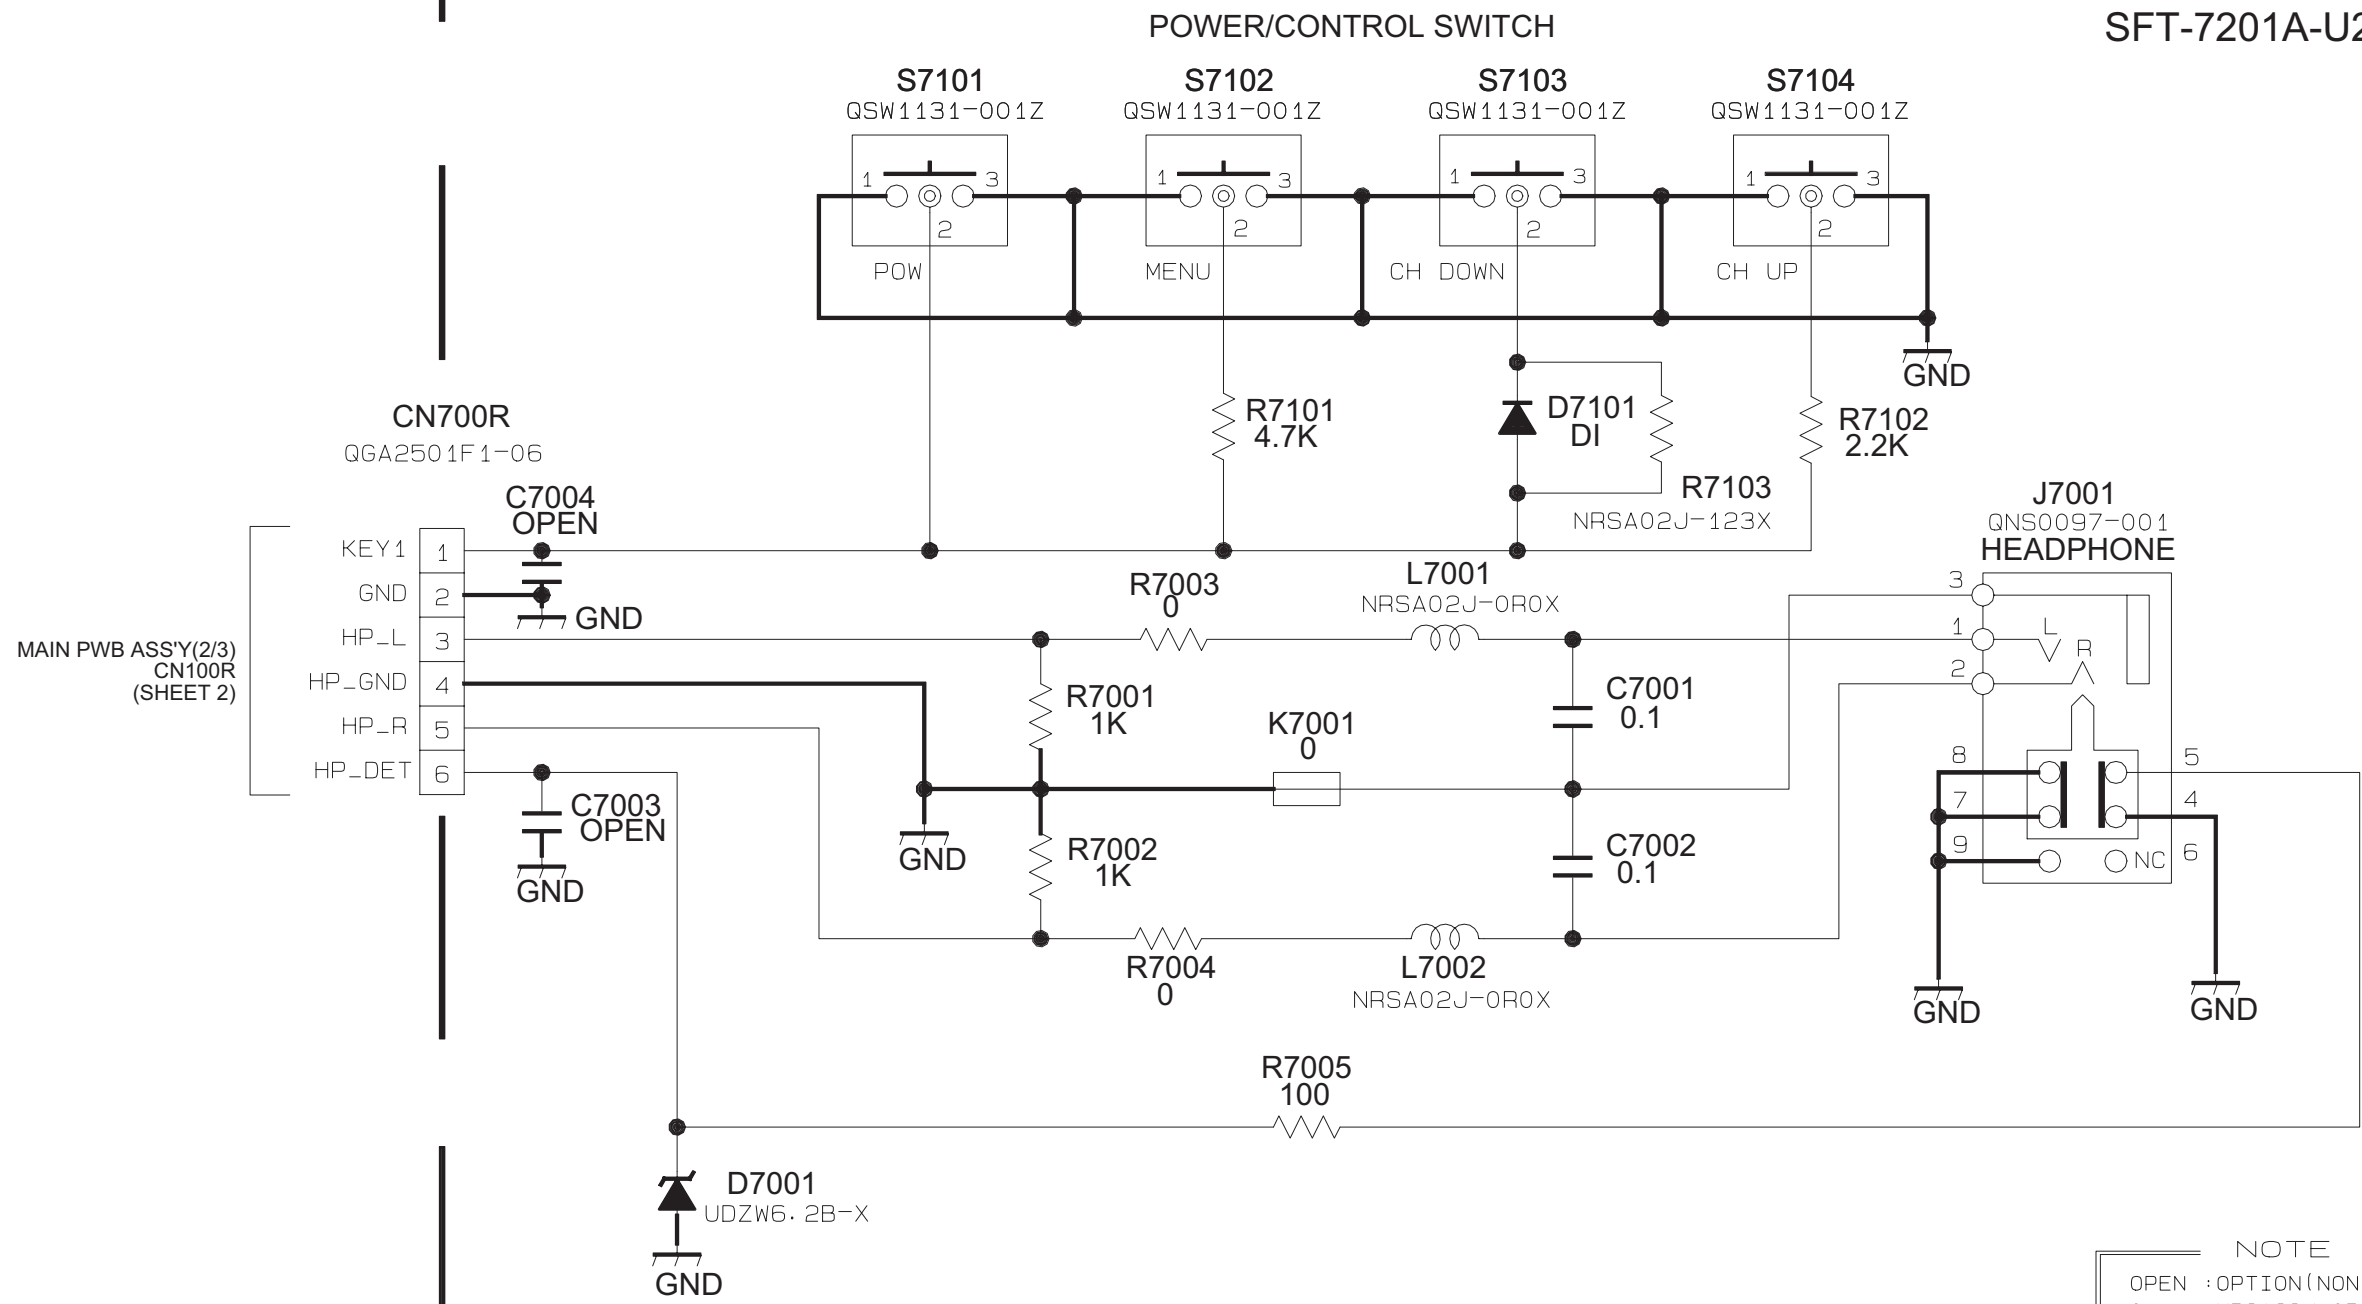 POWER/CONTROL SWITCH
SFT-7201A-U2
S7101
QSW1131-001Z
S7102
QSW1131-001Z
S7103
QSW1131-001Z
S7104
QSW1131-001Z
1 3
2
POW
1 3
2
MENU
1 3
2
CH DOWN
1 3
2
CH UP
GND
R7101
4.7K
D7101
DI
R7103
NRSA02J-123X
R7102
2.2K
CN700R
QGA2501F1-06
C7004
OPEN
KEY1 1
GND 2
HP_L 3
HP_GND 4
HP_R 5
HP_DET 6
GND
MAIN PWB ASS'Y(2/3)
CN100R
(SHEET 2)
C7003
OPEN
GND
R7003
0
L7001
NRSA02J-0R0X
R7001
1K
K7001
0
C7001
0.1
GND
R7002
1K
C7002
0.1
R7004
0
L7002
NRSA02J-0R0X
J7001
QNS0097-001
HEADPHONE
3
1 L
2 R
8 5
7 4
9 NC 6
GND
GND
R7005
100
D7001
UDZW6.2B-X
GND
NOTE
OPEN :OPTION(NON